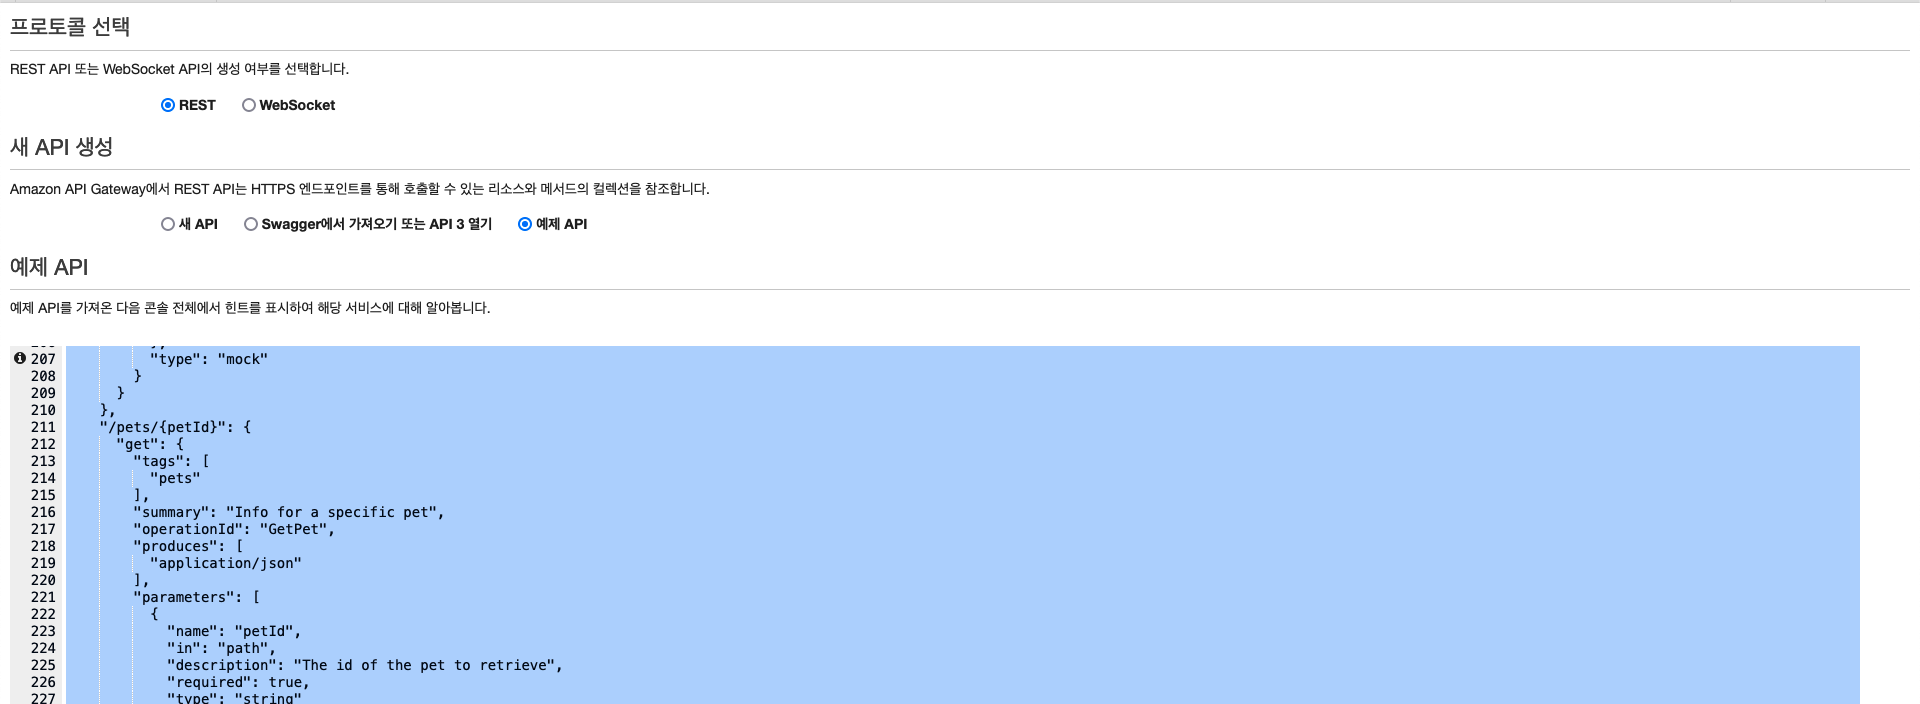 프로토콜 선택
REST API 또는 WebSocket API의 생성 여부를 선택합니다.
REST WebSocket
새 API 생성
Amazon API Gateway에서 REST API는 HTTPS 엔드포인트를 통해 호출할 수 있는 리소스와 메서드의 컬렉션을 참조합니다.
새 API Swagger에서 가져오기 또는 API 3 열기 예제 API
예제 API
예제 API를 가져온 다음 콘솔 전체에서 힌트를 표시하여 해당 서비스에 대해 알아봅니다.
206 },
207 "type": "mock"
208 }
209 }
210 },
211 "/pets/{petId}": {
212 "get": {
213 "tags": [
214 "pets"
215 ],
216 "summary": "Info for a specific pet",
217 "operationId": "GetPet",
218 "produces": [
219 "application/json"
220 ],
221 "parameters": [
222 {
223 "name": "petId",
224 "in": "path",
225 "description": "The id of the pet to retrieve",
226 "required": true,
227 "type": "string"